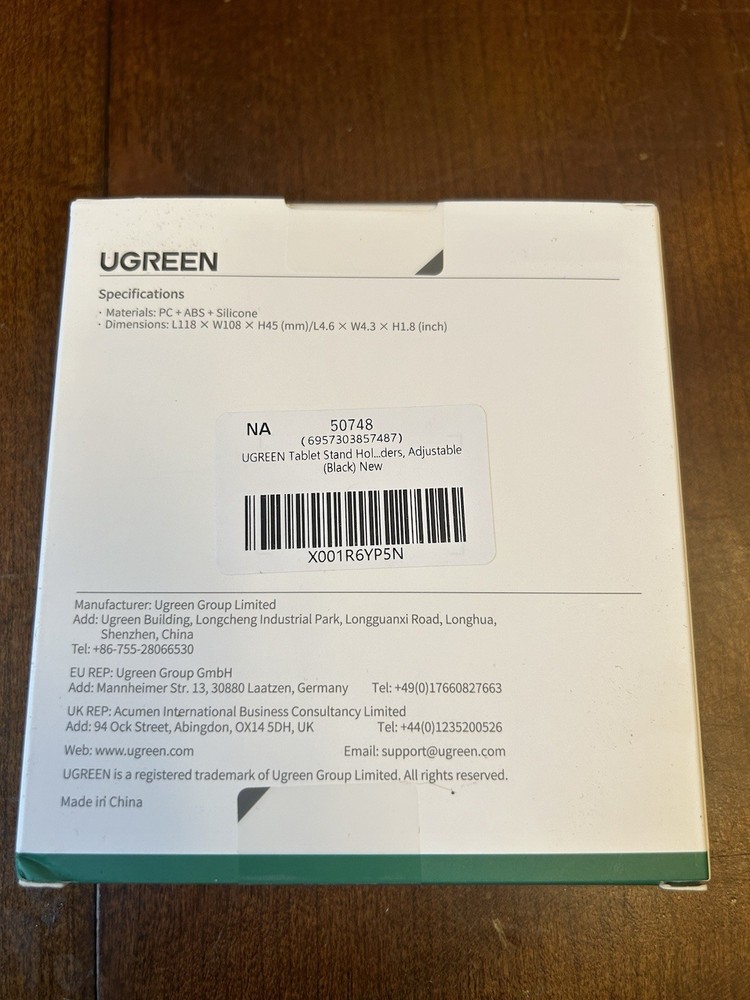 UGREEN
Specifications
· Materials: PC + ABS + Silicone
· Dimensions: L118 × W108 × H45 (mm)/L4.6 × W4.3 × H1.8 (inch)
NA 50748
(6957303857487)
UGREEN Tablet Stand Hol...ders, Adjustable
(Black) New
X001R6YP5N
Manufacturer: Ugreen Group Limited
Add: Ugreen Building, Longcheng Industrial Park, Longguanxi Road, Longhua,
Shenzhen, China
Tel: +86-755-28066530
EU REP: Ugreen Group GmbH
Add: Mannheimer Str. 13, 30880 Laatzen, Germany Tel: +49(0)17660827663
UK REP: Acumen International Business Consultancy Limited
Add: 94 Ock Street, Abingdon, OX14 5DH, UK Tel: +44(0)1235200526
Web: www.ugreen.com Email: support@ugreen.com
UGREEN is a registered trademark of Ugreen Group Limited. All rights reserved.
Made in China